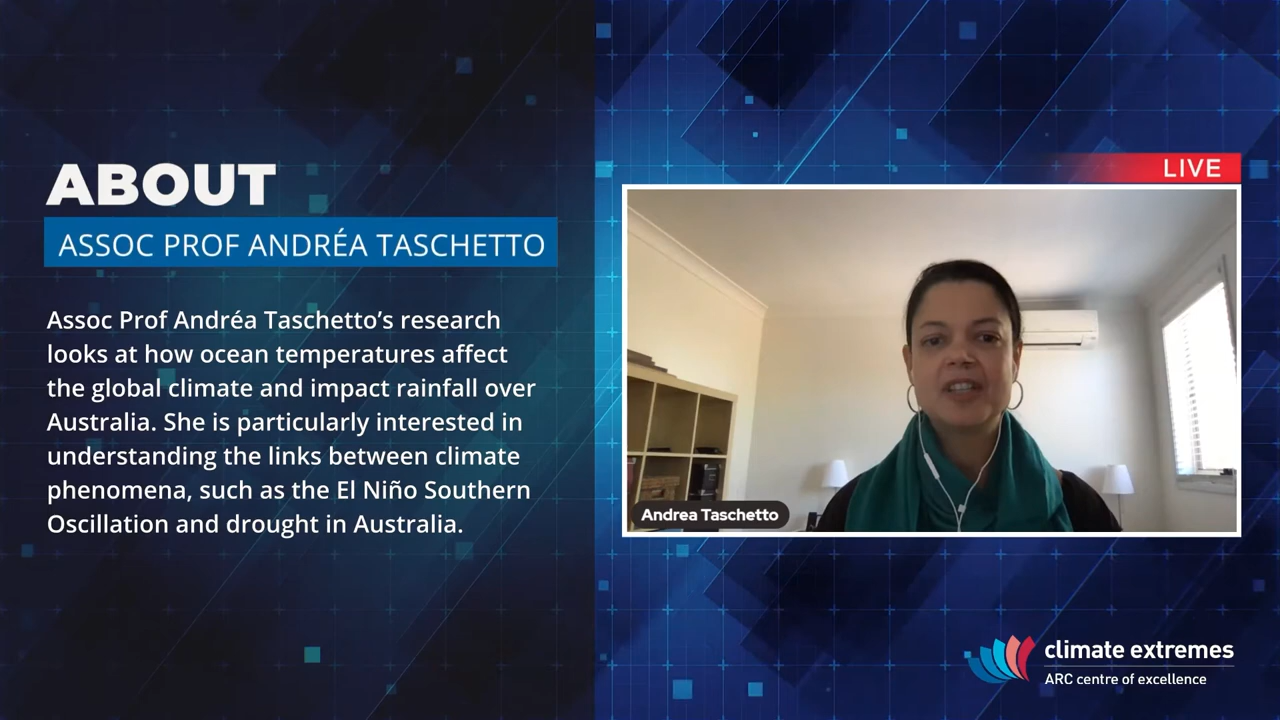 ABOUT
ASSOC PROF ANDRÉA TASCHETTO
Assoc Prof Andréa Taschetto’s research
looks at how ocean temperatures affect
the global climate and impact rainfall over
Australia. She is particularly interested in
understanding the links between climate
phenomena, such as the El Niño Southern
Oscillation and drought in Australia.
LIVE
Andrea Taschetto
climate extremes
ARC centre of excellence